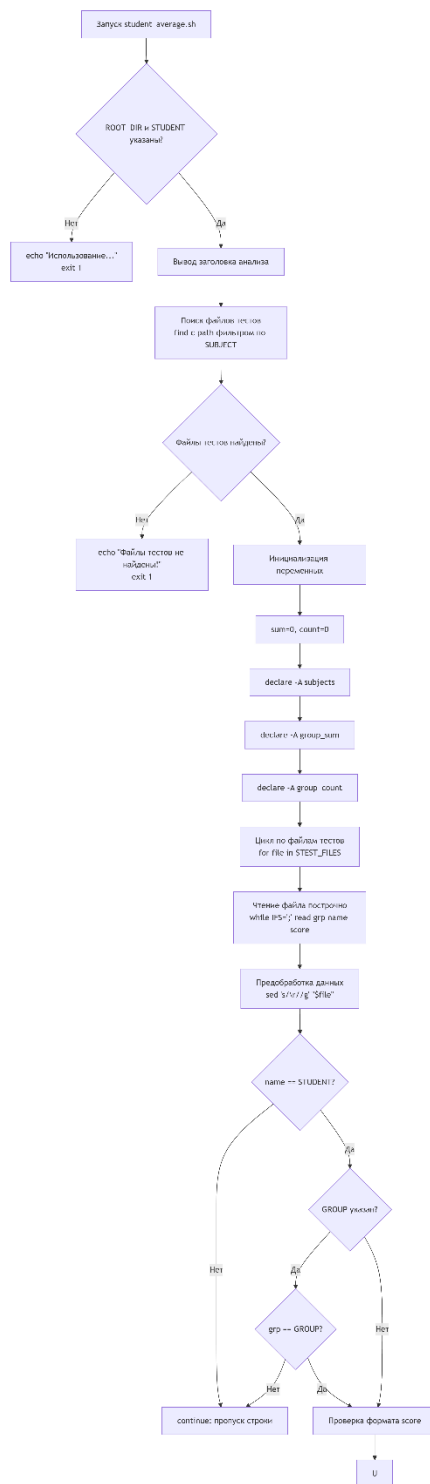 Запуск student_average.sh
ROOT_DIR и STUDENT
указаны?
Нет
Да
echo "Использование..."
exit 1
Вывод заголовка анализа
Поиск файлов тестов
find с path фильтром по
SUBJECT
Файлы тестов найдены?
Нет
Да
echo "Файлы тестов не
найдены!"
exit 1
Инициализация
переменных
sum=0, count=0
declare -A subjects
declare -A group_sum
declare -A group_count
Цикл по файлам тестов
for file in $TEST_FILES
Чтение файла построчно
while IFS=';' read grp name
score
Предобработка данных
sed 's/\r//g' "$file"
name == STUDENT?
Да
GROUP указан?
Нет
Да
Нет
grp == GROUP?
Нет
Да
continue: пропуск строки
Проверка формата score
U